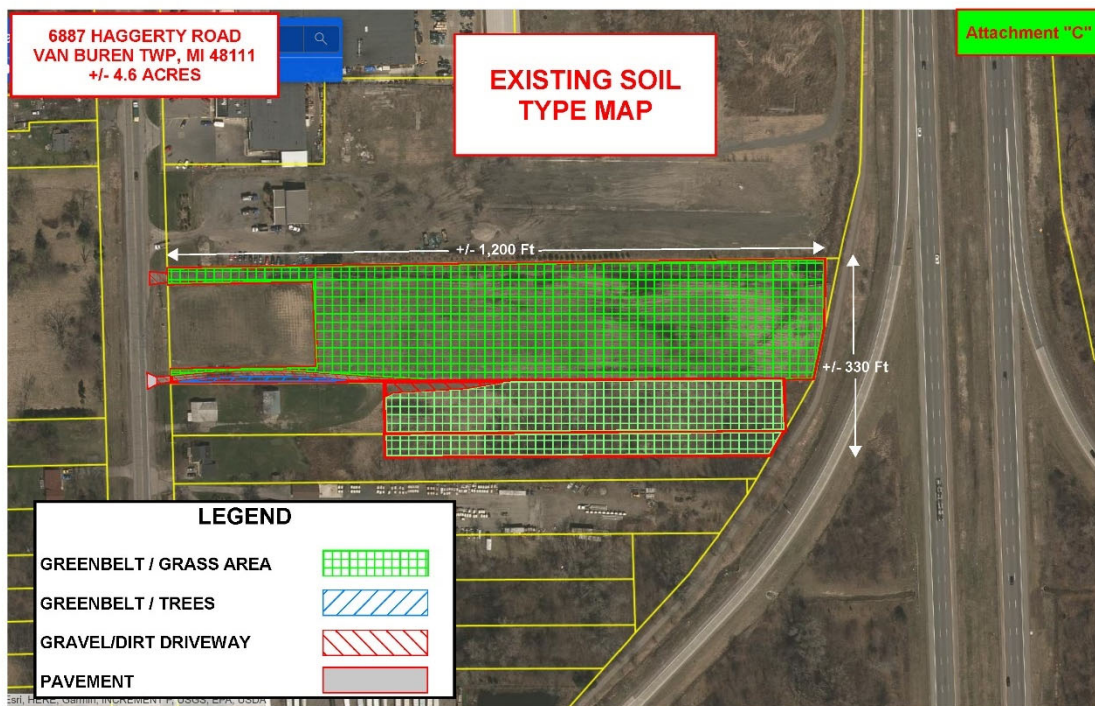 6887 HAGGERTY ROAD
VAN BUREN TWP, MI 48111
+/- 4.6 ACRES
EXISTING SOIL
TYPE MAP
Attachment "C"
+/- 1,200 Ft
+/- 330 Ft
LEGEND
GREENBELT / GRASS AREA
GREENBELT / TREES
GRAVEL/DIRT DRIVEWAY
PAVEMENT
Esri, HERE, Garmin, INCREMENT P, USGS, EPA, USDA